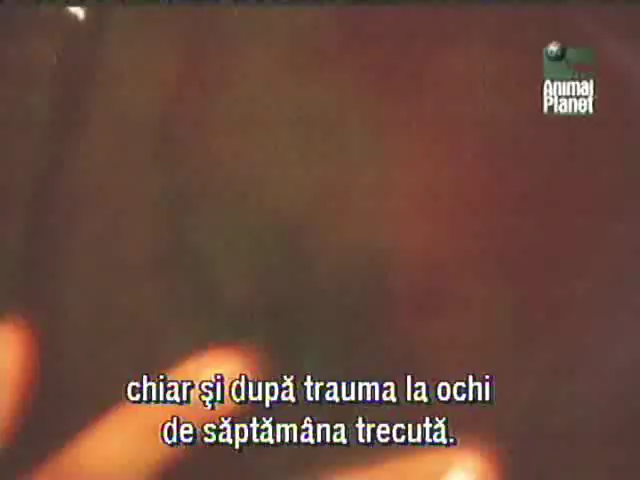 Animal
Planet
chiar şi după trauma la ochi
de săptămâna trecută.